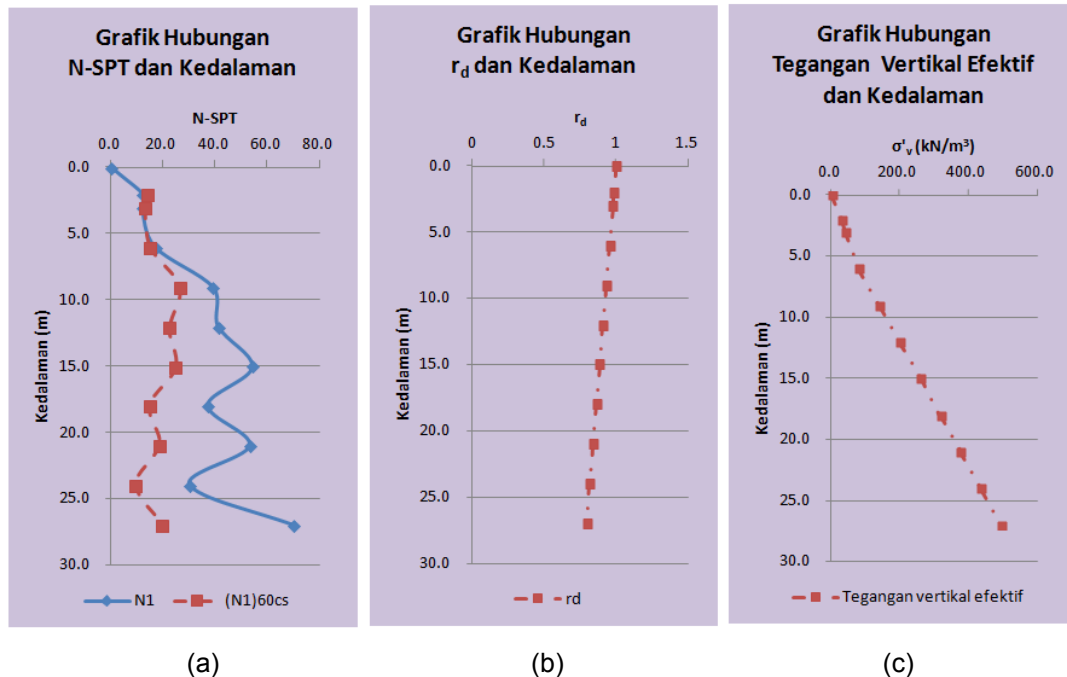 Grafik Hubungan
N-SPT dan Kedalaman
N-SPT
0.0 20.0 40.0 60.0 80.0
0.0
5.0
10.0
15.0
20.0
25.0
30.0
Kedalaman (m)
N1 (N1)60cs
(a)
Grafik Hubungan
rd dan Kedalaman
rd
0 0.5 1 1.5
0.0
5.0
10.0
15.0
20.0
25.0
30.0
Kedalaman (m)
rd
(b)
Grafik Hubungan
Tegangan Vertikal Efektif
dan Kedalaman
σ'v (kN/m³)
0.0 200.0 400.0 600.0
0.0
5.0
10.0
15.0
20.0
25.0
30.0
Kedalaman (m)
Tegangan vertikal efektif
(c)